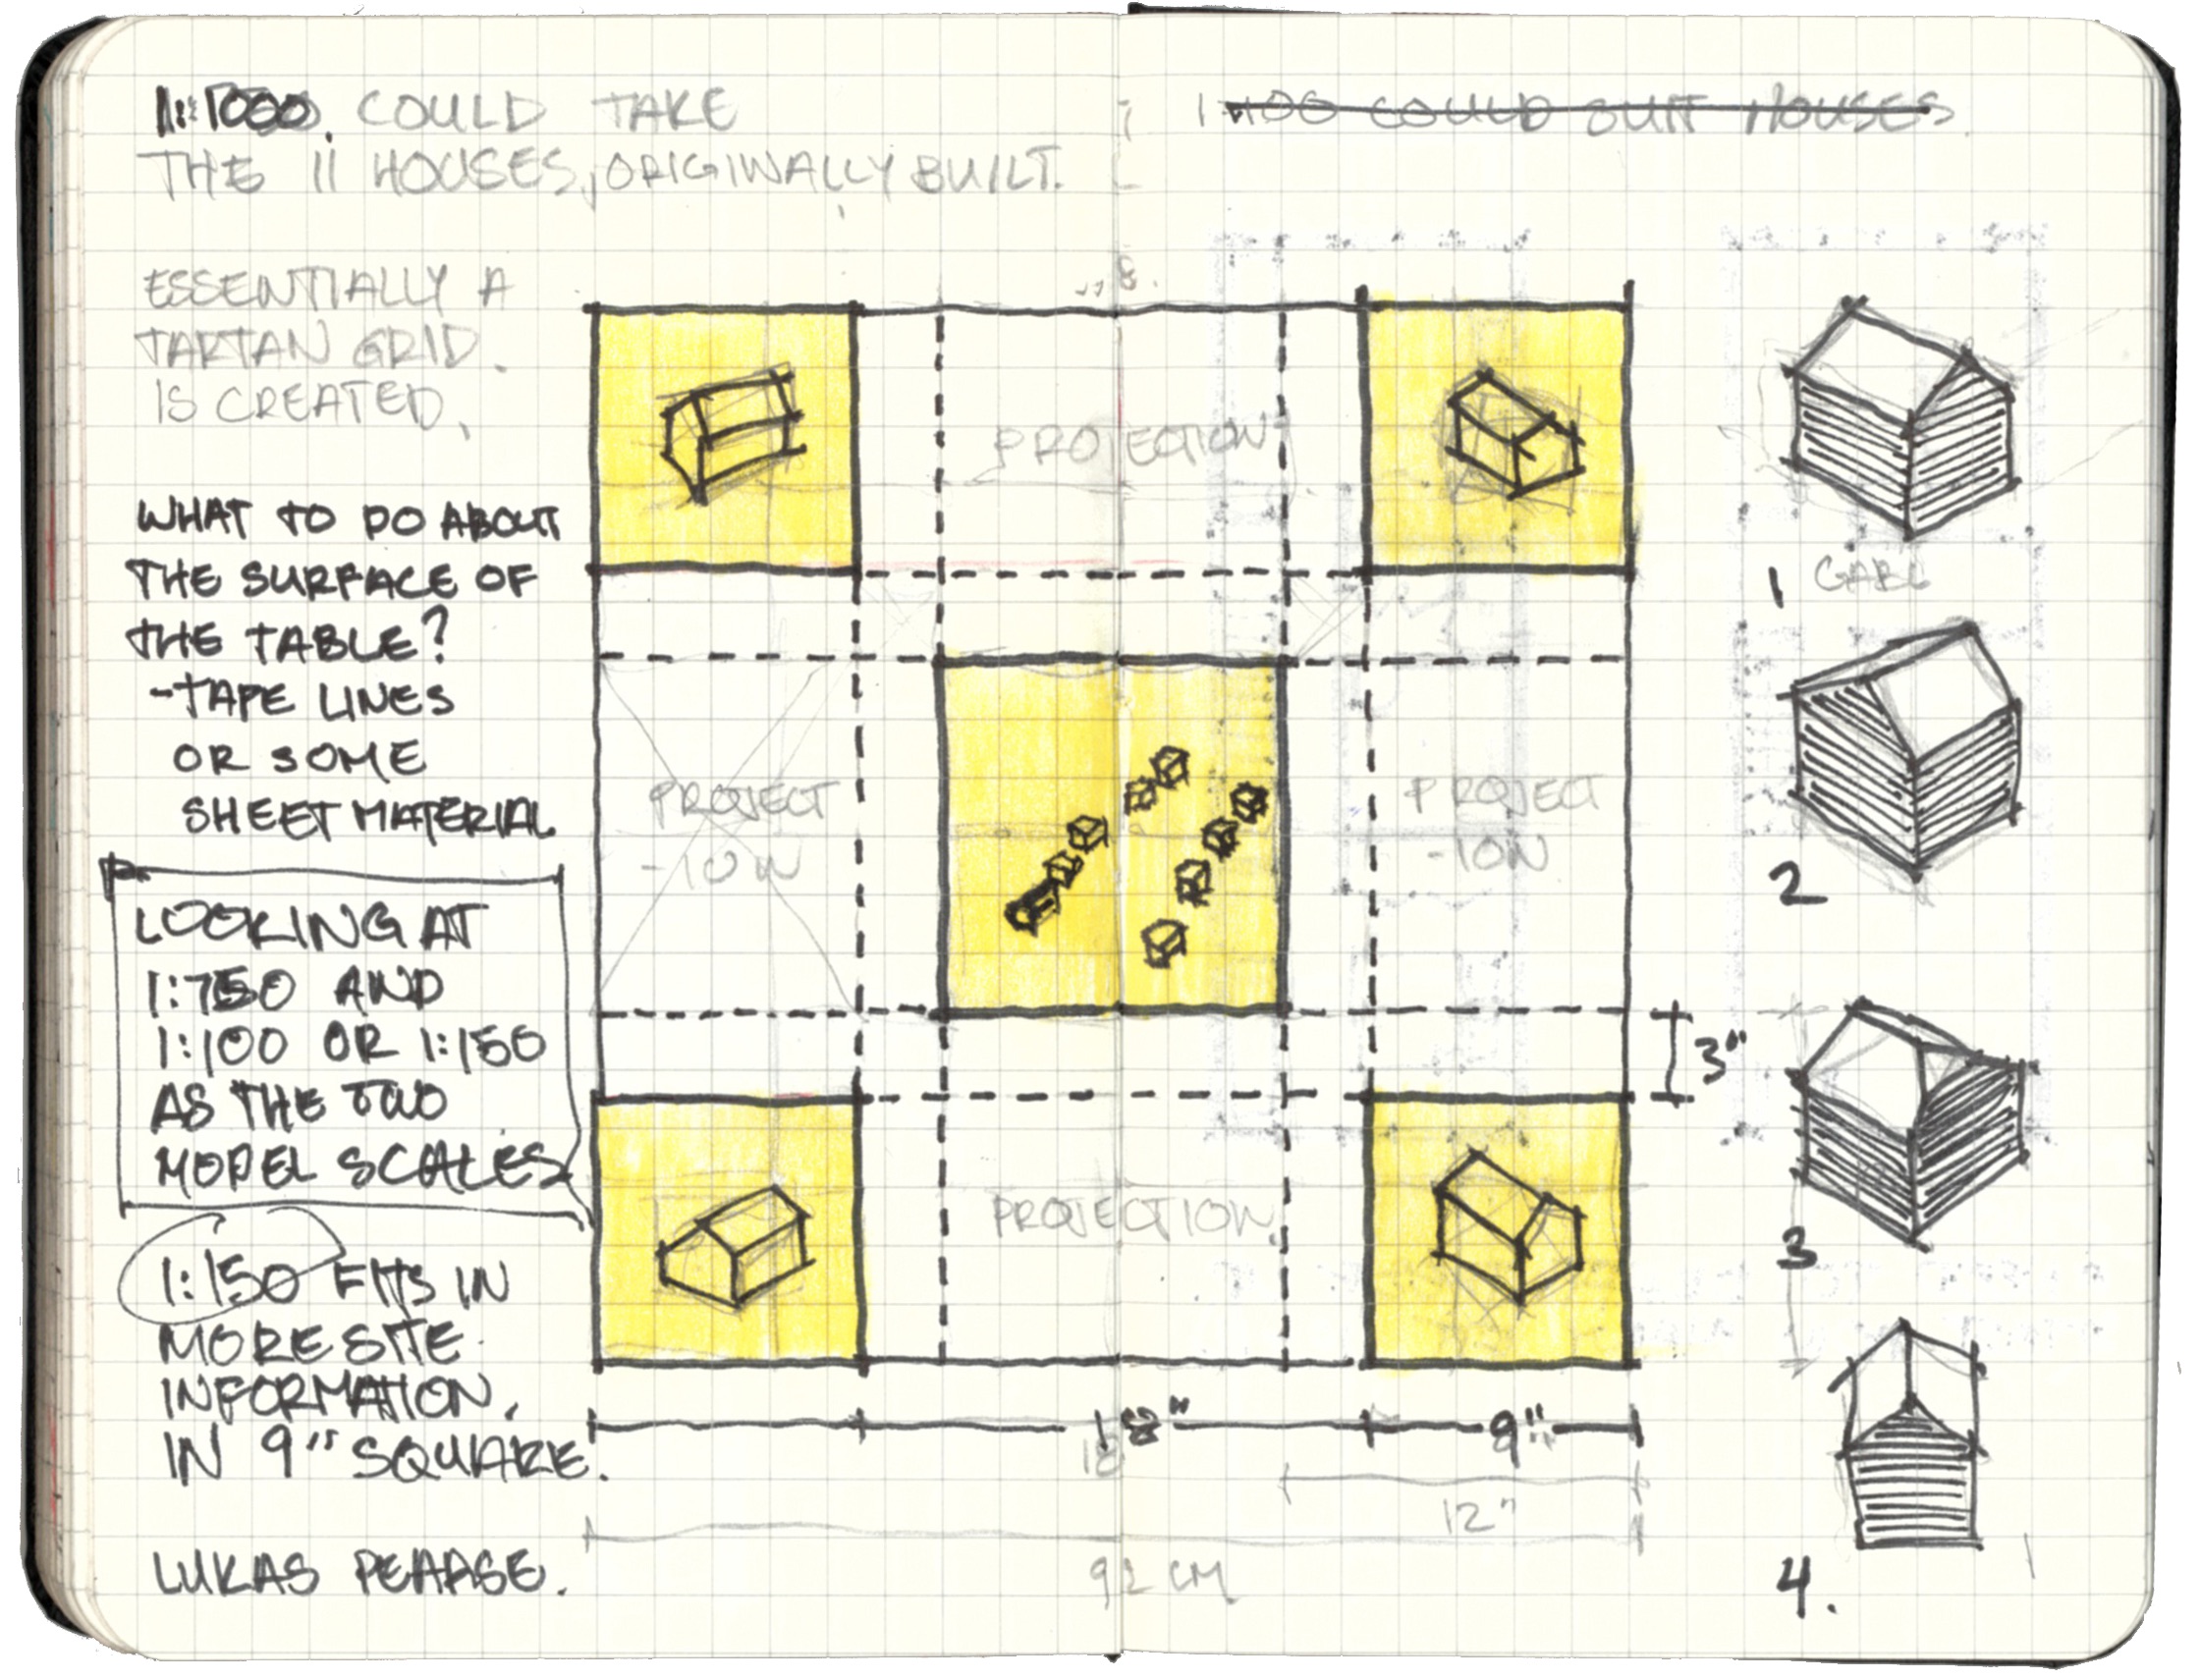 1:1000. COULD TAKE
THE 11 HOUSES, ORIGINALLY BUILT.
1:100 COULD SUIT HOUSES.
ESSENTIALLY A
TARTAN GRID.
IS CREATED.
WHAT TO DO ABOUT
THE SURFACE OF
THE TABLE?
-TAPE LINES
OR SOME
SHEET MATERIAL.
LOOKING AT
1:750 AND
1:100 OR 1:150
AS THE TWO
MODEL SCALES
1:150 FITS IN
MORE SITE
INFORMATION.
IN 9" SQUARE.
LUKAS PEARSE.
PROJECTION
PROJECT
-ION
PROJECT
-ION
PROJECTION
3"
18"
9"
18
12"
92 CM
1 GABL
2
3
4.